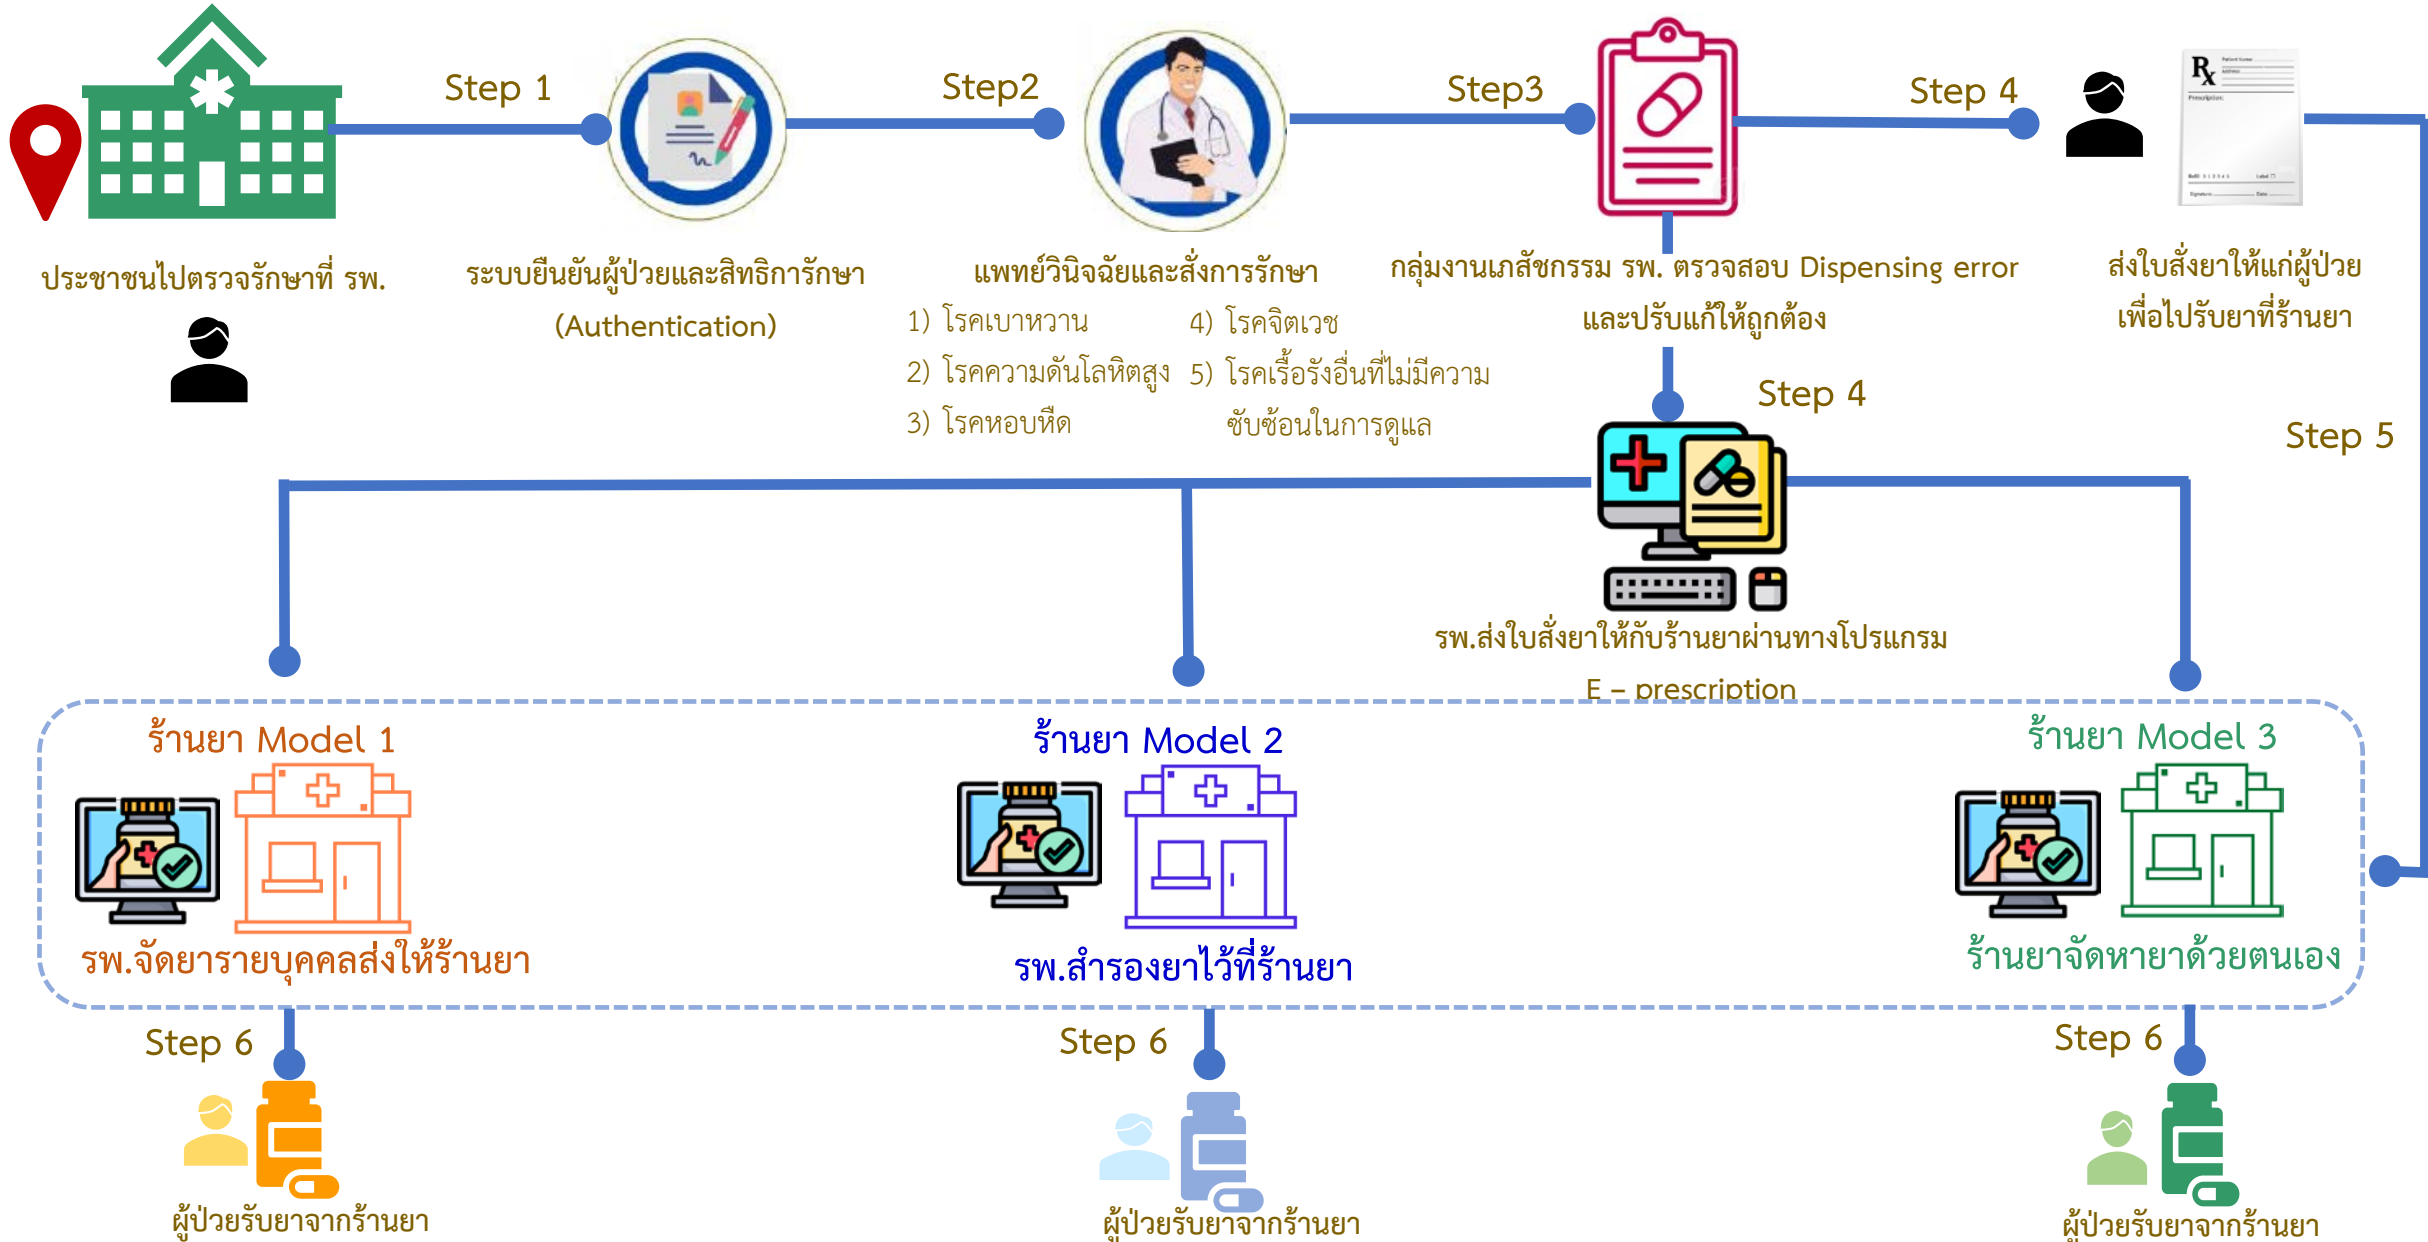 Step 1
Step2
Step3
Step 4
Rx
Patient Name
Address
Prescription:
Refill 0 1 2 3 4 5
Label
Signature
Date
ประชาชนไปตรวจรักษาที่ รพ.
ระบบยืนยันผู้ป่วยและสิทธิการรักษา
(Authentication)
แพทย์วินิจฉัยและสั่งการรักษา
1) โรคเบาหวาน
2) โรคความดันโลหิตสูง
3) โรคหอบหืด
4) โรคจิตเวช
5) โรคเรื้อรังอื่นที่ไม่มีความ
ซับซ้อนในการดูแล
กลุ่มงานเภสัชกรรม รพ. ตรวจสอบ Dispensing error
และปรับแก้ให้ถูกต้อง
ส่งใบสั่งยาให้แก่ผู้ป่วย
เพื่อไปรับยาที่ร้านยา
Step 4
Step 5
รพ.ส่งใบสั่งยาให้กับร้านยาผ่านทางโปรแกรม
E – prescription
ร้านยา Model 1
รพ.จัดยารายบุคคลส่งให้ร้านยา
ร้านยา Model 2
รพ.สำรองยาไว้ที่ร้านยา
ร้านยา Model 3
ร้านยาจัดหายาด้วยตนเอง
Step 6
Step 6
Step 6
ผู้ป่วยรับยาจากร้านยา
ผู้ป่วยรับยาจากร้านยา
ผู้ป่วยรับยาจากร้านยา